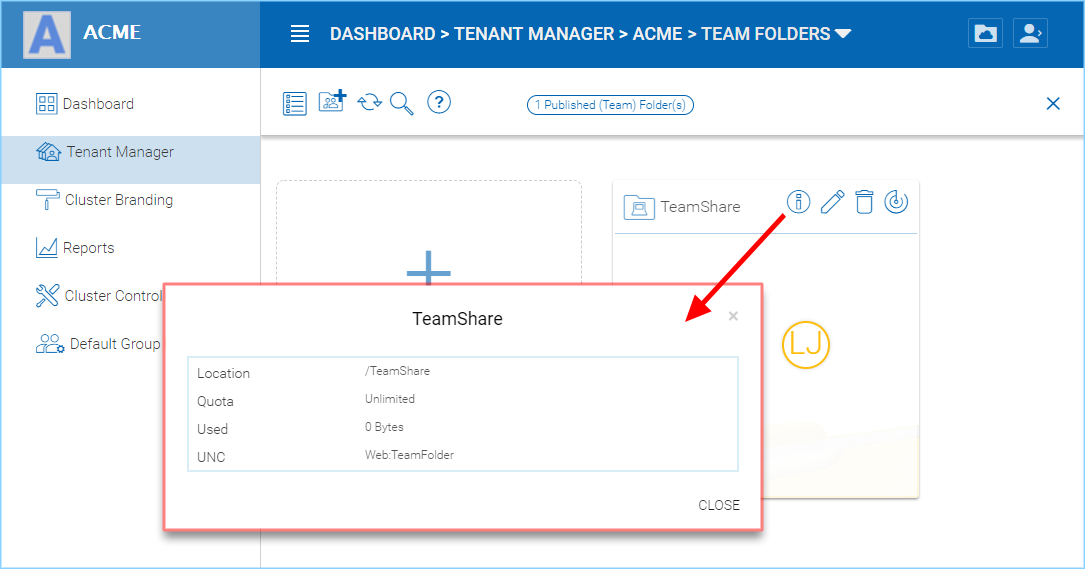 A
ACME
DASHBOARD > TENANT MANAGER > ACME > TEAM FOLDERS
Dashboard
Tenant Manager
Cluster Branding
Reports
Cluster Control
Default Group
?
1 Published (Team) Folder(s)
TeamShare
LJ
TeamShare
×
Location /TeamShare
Quota Unlimited
Used 0 Bytes
UNC Web:TeamFolder
CLOSE